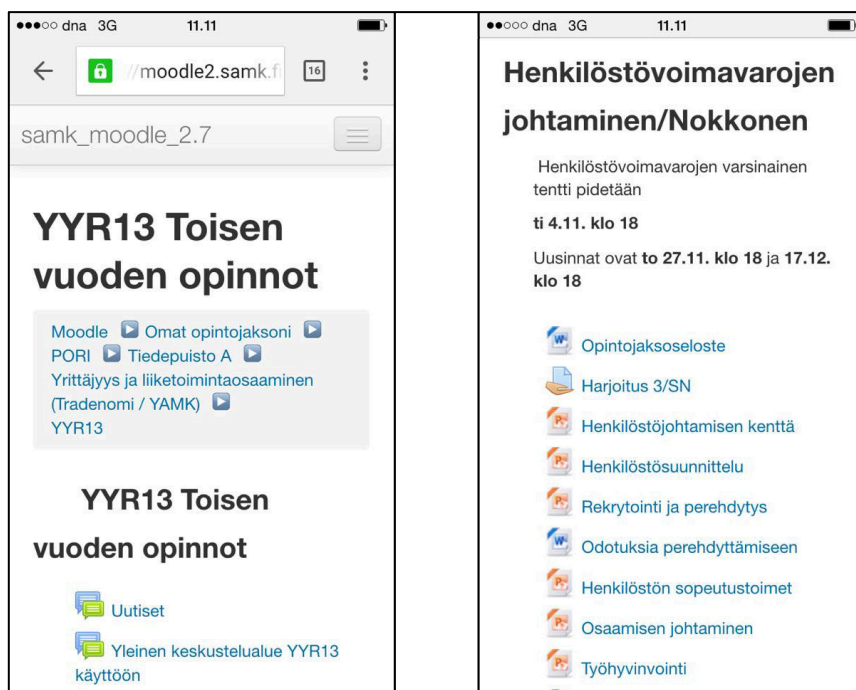 dna 3G 11.11
//moodle2.samk.fi 16
samk_moodle_2.7
YYR13 Toisen
vuoden opinnot
Moodle Omat opintojaksoni
PORI Tiedepuisto A
Yrittäjyys ja liiketoimintaosaaminen
(Tradenomi / YAMK)
YYR13
YYR13 Toisen
vuoden opinnot
Uutiset
Yleinen keskustelualue YYR13
käyttöön
dna 3G 11.11
Henkilöstövoimavarojen
johtaminen/Nokkonen
Henkilöstövoimavarojen varsinainen
tentti pidetään
ti 4.11. klo 18
Uusinnat ovat to 27.11. klo 18 ja 17.12.
klo 18
Opintojaksoseloste
Harjoitus 3/SN
Henkilöstöjohtamisen kenttä
Henkilöstösuunnittelu
Rekrytointi ja perehdytys
Odotuksia perehdyttämiseen
Henkilöstön sopeutustoimet
Osaamisen johtaminen
Työhyvinvointi